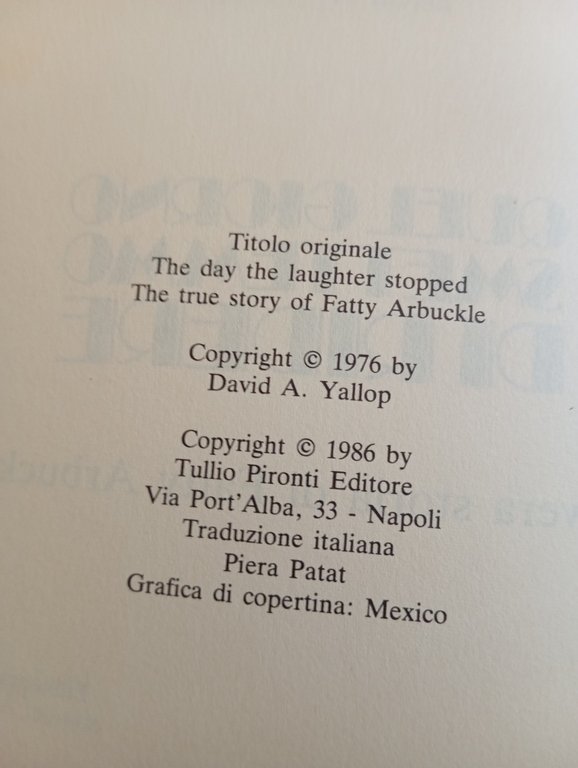 Titolo originale
The day the laughter stopped
The true story of Fatty Arbuckle
Copyright © 1976 by
David A. Yallop
Copyright © 1986 by
Tullio Pironti Editore
Via Port'Alba, 33 - Napoli
Traduzione italiana
Piera Patat
Grafica di copertina: Mexico